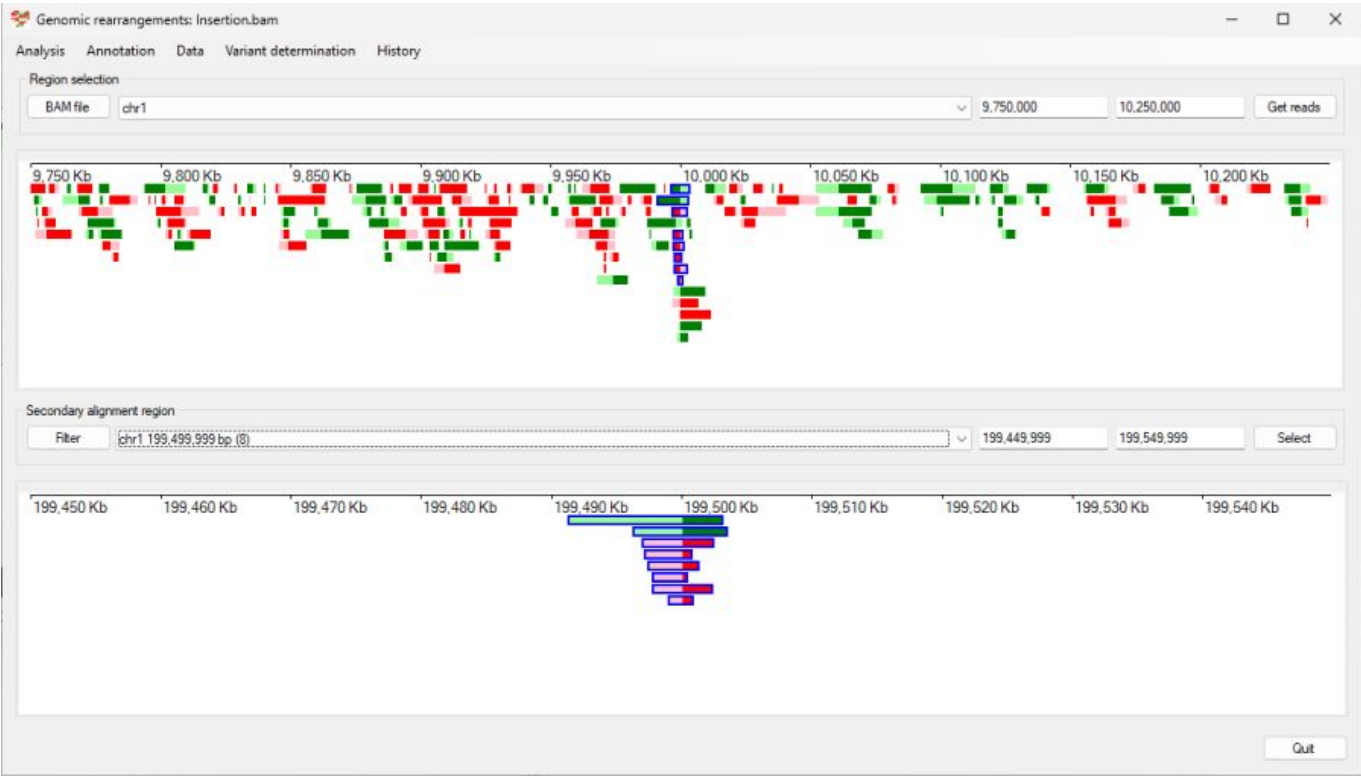 Genomic rearrangements: Insertion.bam
Analysis Annotation Data Variant determination History
Region selection
BAM file chr1 9,750,000 10,250,000 Get reads
9,750 Kb 9,800 Kb 9,850 Kb 9,900 Kb 9,950 Kb 10,000 Kb 10,050 Kb 10,100 Kb 10,150 Kb 10,200 Kb
Secondary alignment region
Filter chr1 199,499,999 bp (8) 199,449,999 199,549,999 Select
199,450 Kb 199,460 Kb 199,470 Kb 199,480 Kb 199,490 Kb 199,500 Kb 199,510 Kb 199,520 Kb 199,530 Kb 199,540 Kb
Quit